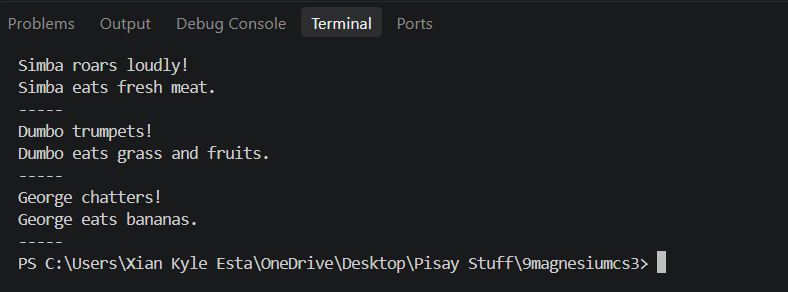 Problems Output Debug Console Terminal Ports
Simba roars loudly!
Simba eats fresh meat.
-----
Dumbo trumpets!
Dumbo eats grass and fruits.
-----
George chatters!
George eats bananas.
-----
PS C:\Users\Xian Kyle Esta\OneDrive\Desktop\Pisay Stuff\9magnesiumcs3>